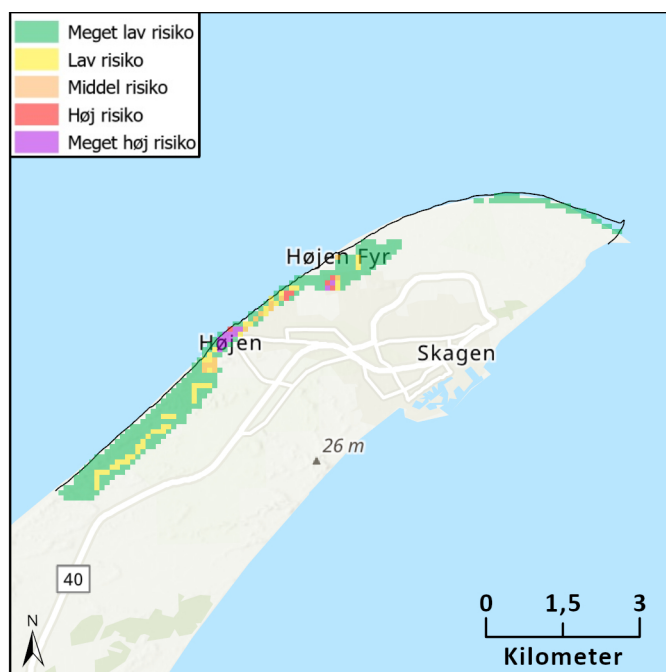 Meget lav risiko
Lav risiko
Middel risiko
Høj risiko
Meget høj risiko
Højen Fyr
Højen
Skagen
26 m
40
N
0 1,5 3
Kilometer